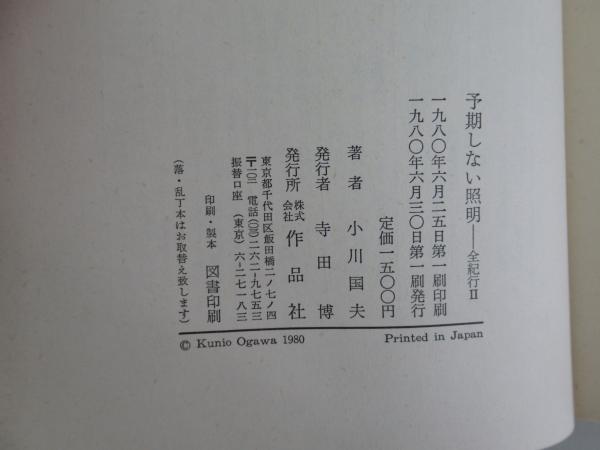 予期しない照明──全紀行Ⅱ
一九八〇年六月二五日第一刷印刷
一九八〇年六月三〇日第一刷発行
定価一五〇〇円
著者 小川国夫
発行者 寺田博
発行所 株式会社 作品社
東京都千代田区飯田橋二ノ七ノ四
〒一〇二 電話(03)二六二-九七五三
振替口座 (東京)六-二七一八三
印刷・製本 図書印刷
(落・乱丁本はお取替え致します)
© Kunio Ogawa 1980 Printed in Japan